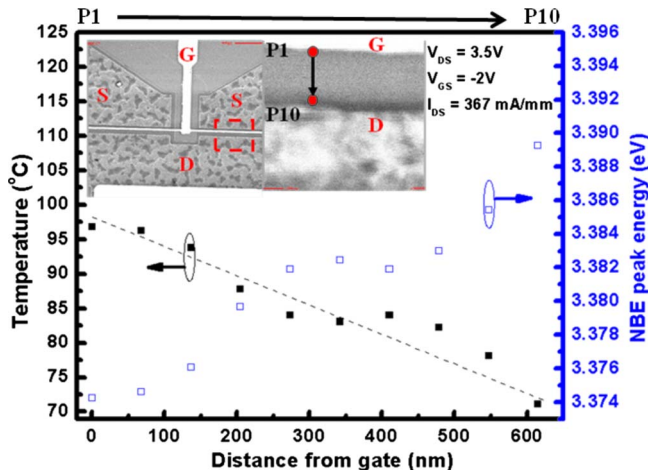 P1 P10
125
120
115
110
105
100
95
90
85
80
75
70
Temperature (°C)
G
S S
D
P1 G
P10
D
V_DS = 3.5V
V_GS = -2V
I_DS = 367 mA/mm
3.396
3.394
3.392
3.390
3.386
3.384
3.382
3.380
3.378
3.376
3.374
NBE peak energy (eV)
0 100 200 300 400 500 600
Distance from gate (nm)